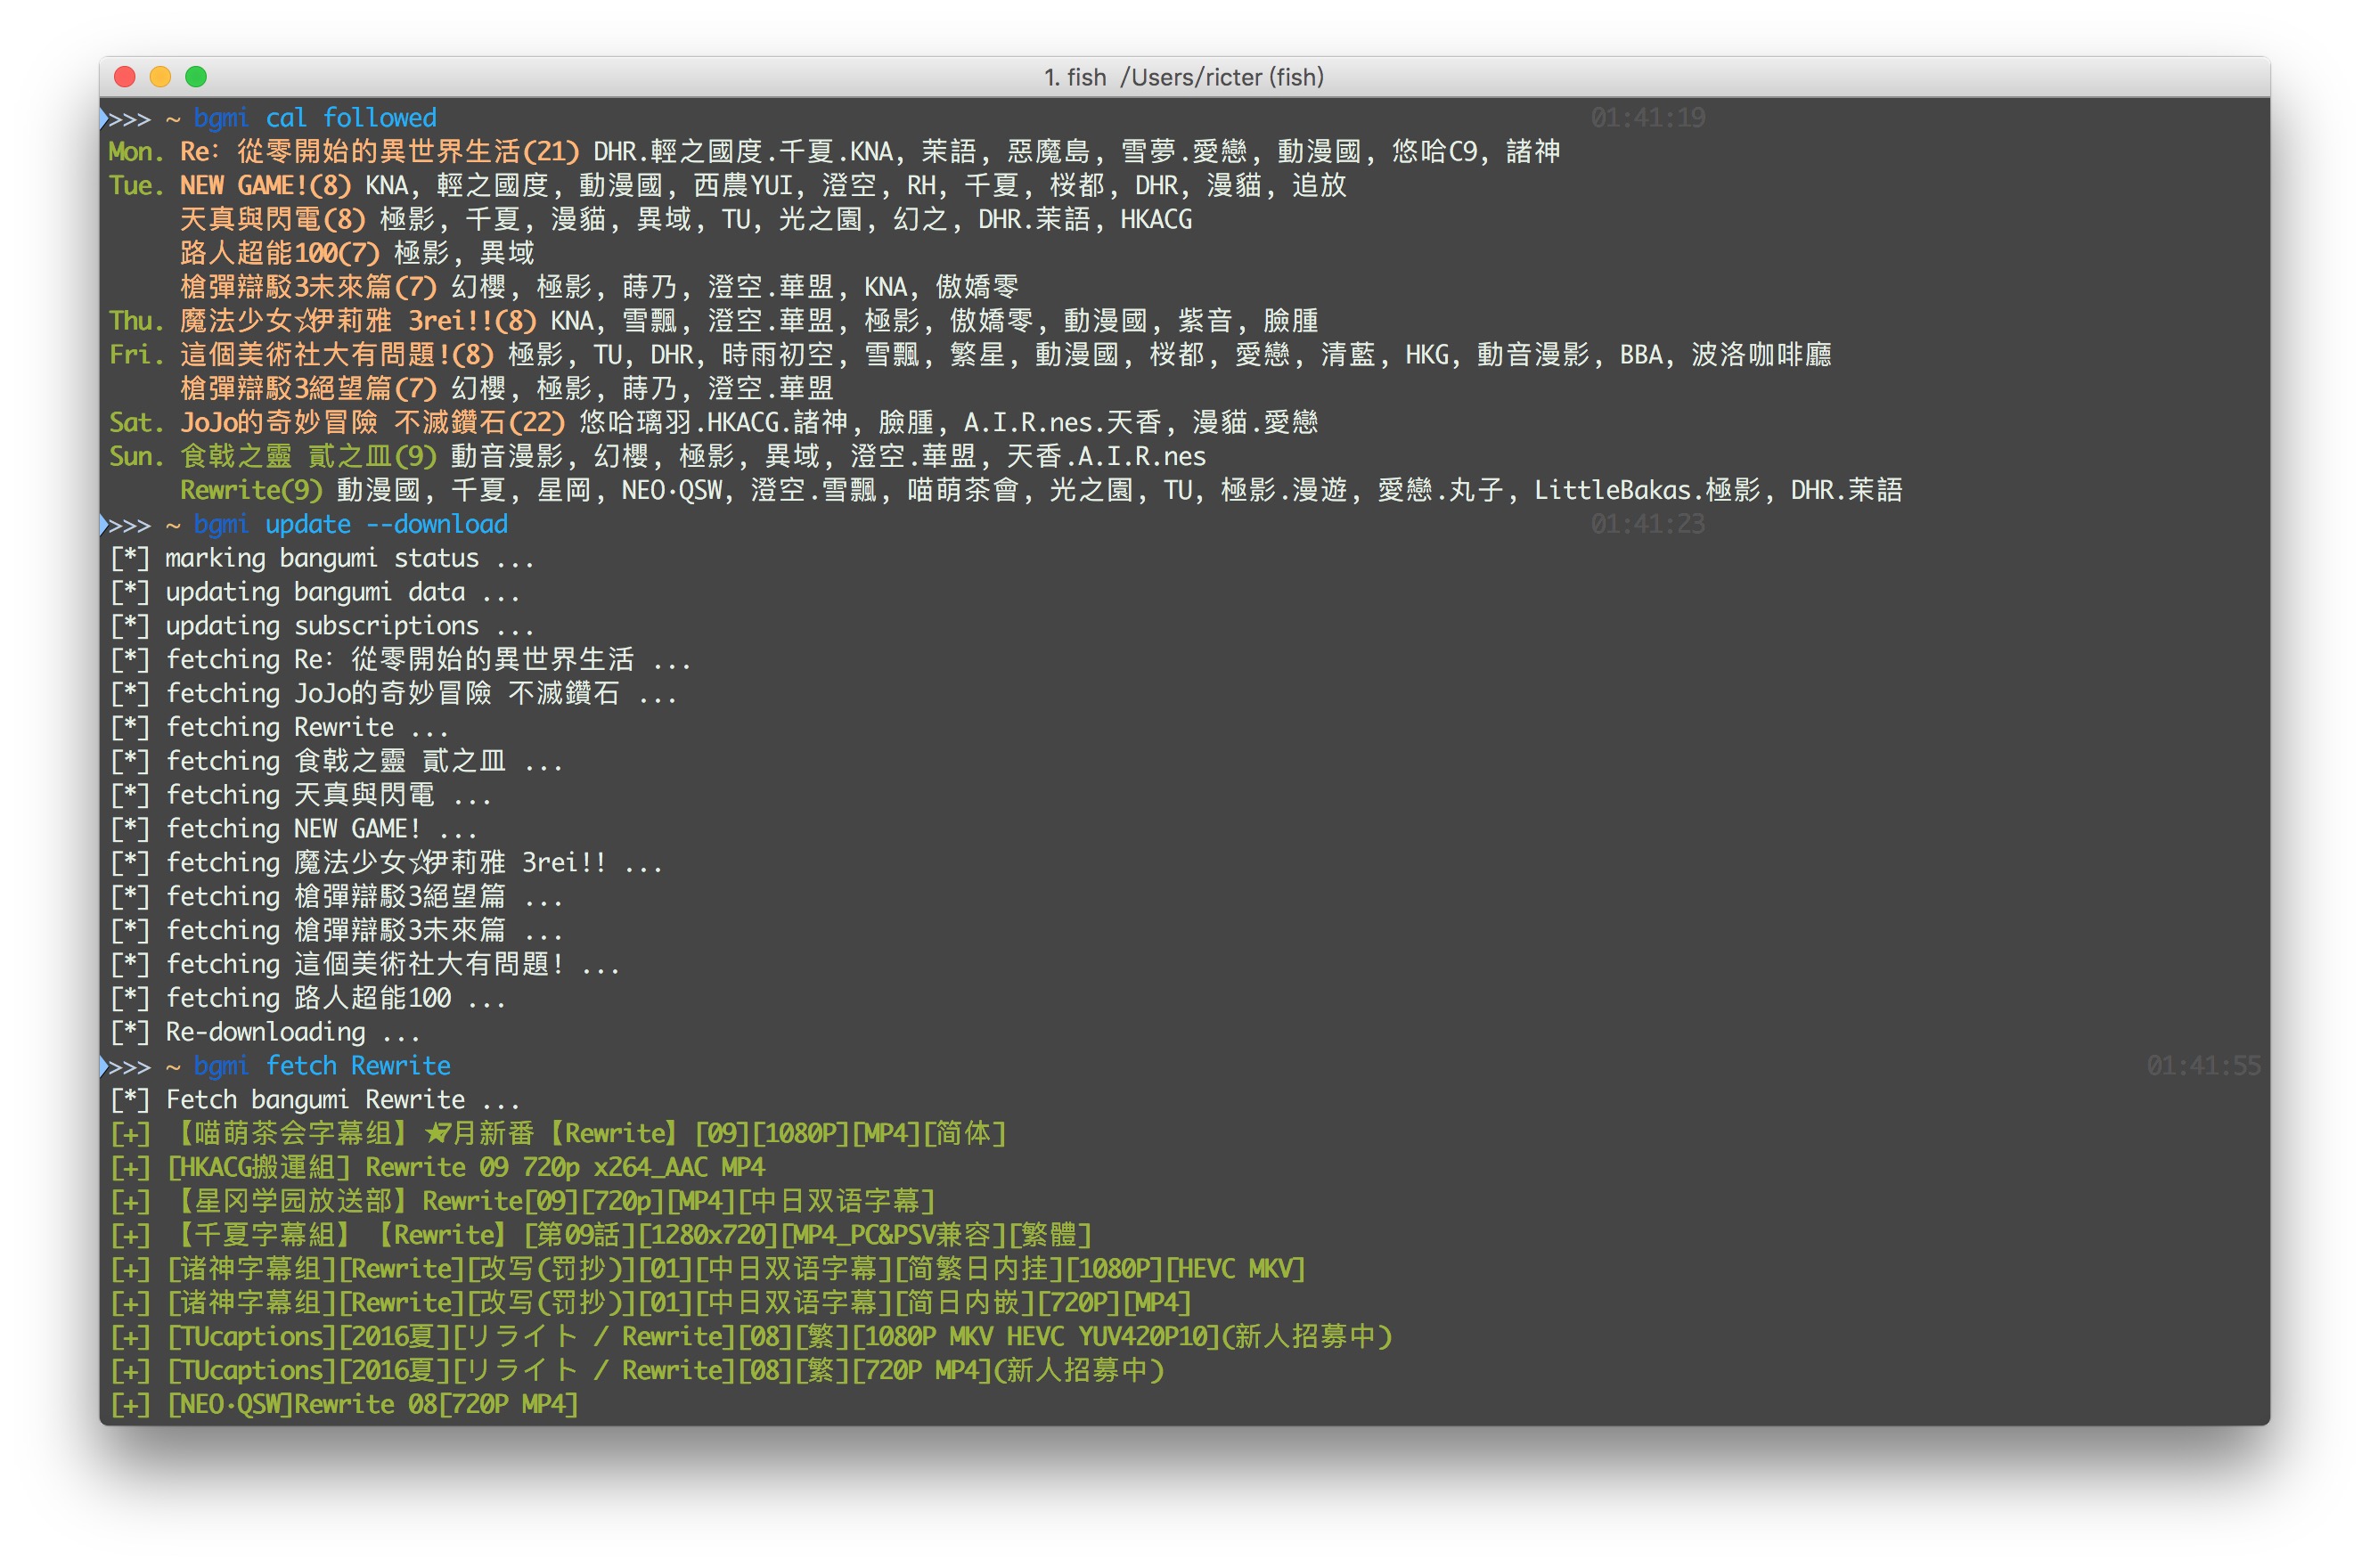 1. fish  /Users/ricter (fish)
>>> ~ bgmi cal followed 01:41:19
Mon. Re: 從零開始的異世界生活(21) DHR.輕之國度.千夏.KNA, 茉語, 惡魔島, 雪夢.愛戀, 動漫國, 悠哈C9, 諸神
Tue. NEW GAME!(8) KNA, 輕之國度, 動漫國, 西農YUI, 澄空, RH, 千夏, 桜都, DHR, 漫貓, 追放
天真與閃電(8) 極影, 千夏, 漫貓, 異域, TU, 光之園, 幻之, DHR.茉語, HKACG
路人超能100(7) 極影, 異域
槍彈辯駁3未來篇(7) 幻櫻, 極影, 蒔乃, 澄空.華盟, KNA, 傲嬌零
Thu. 魔法少女☆伊莉雅 3rei!!(8) KNA, 雪飄, 澄空.華盟, 極影, 傲嬌零, 動漫國, 紫音, 臉腫
Fri. 這個美術社大有問題!(8) 極影, TU, DHR, 時雨初空, 雪飄, 繁星, 動漫國, 桜都, 愛戀, 清藍, HKG, 動音漫影, BBA, 波洛咖啡廳
槍彈辯駁3絕望篇(7) 幻櫻, 極影, 蒔乃, 澄空.華盟
Sat. JoJo的奇妙冒險 不滅鑽石(22) 悠哈璃羽.HKACG.諸神, 臉腫, A.I.R.nes.天香, 漫貓.愛戀
Sun. 食戟之靈 貳之皿(9) 動音漫影, 幻櫻, 極影, 異域, 澄空.華盟, 天香.A.I.R.nes
Rewrite(9) 動漫國, 千夏, 星岡, NEO·QSW, 澄空.雪飄, 喵萌茶會, 光之園, TU, 極影.漫遊, 愛戀.丸子, LittleBakas.極影, DHR.茉語
>>> ~ bgmi update --download 01:41:23
[*] marking bangumi status ...
[*] updating bangumi data ...
[*] updating subscriptions ...
[*] fetching Re: 從零開始的異世界生活 ...
[*] fetching JoJo的奇妙冒險 不滅鑽石 ...
[*] fetching Rewrite ...
[*] fetching 食戟之靈 貳之皿 ...
[*] fetching 天真與閃電 ...
[*] fetching NEW GAME! ...
[*] fetching 魔法少女☆伊莉雅 3rei!! ...
[*] fetching 槍彈辯駁3絕望篇 ...
[*] fetching 槍彈辯駁3未來篇 ...
[*] fetching 這個美術社大有問題! ...
[*] fetching 路人超能100 ...
[*] Re-downloading ...
>>> ~ bgmi fetch Rewrite 01:41:55
[*] Fetch bangumi Rewrite ...
[+] 【喵萌茶会字幕组】★7月新番【Rewrite】[09][1080P][MP4][简体]
[+] [HKACG搬運組] Rewrite 09 720p x264_AAC MP4
[+] 【星冈学园放送部】Rewrite[09][720p][MP4][中日双语字幕]
[+] 【千夏字幕組】【Rewrite】[第09話][1280x720][MP4_PC&PSV兼容][繁體]
[+] [诸神字幕组][Rewrite][改写(罚抄)][01][中日双语字幕][简繁日内挂][1080P][HEVC MKV]
[+] [诸神字幕组][Rewrite][改写(罚抄)][01][中日双语字幕][简日内嵌][720P][MP4]
[+] [TUcaptions][2016夏][リライト / Rewrite][08][繁][1080P MKV HEVC YUV420P10](新人招募中)
[+] [TUcaptions][2016夏][リライト / Rewrite][08][繁][720P MP4](新人招募中)
[+] [NEO·QSW]Rewrite 08[720P MP4]